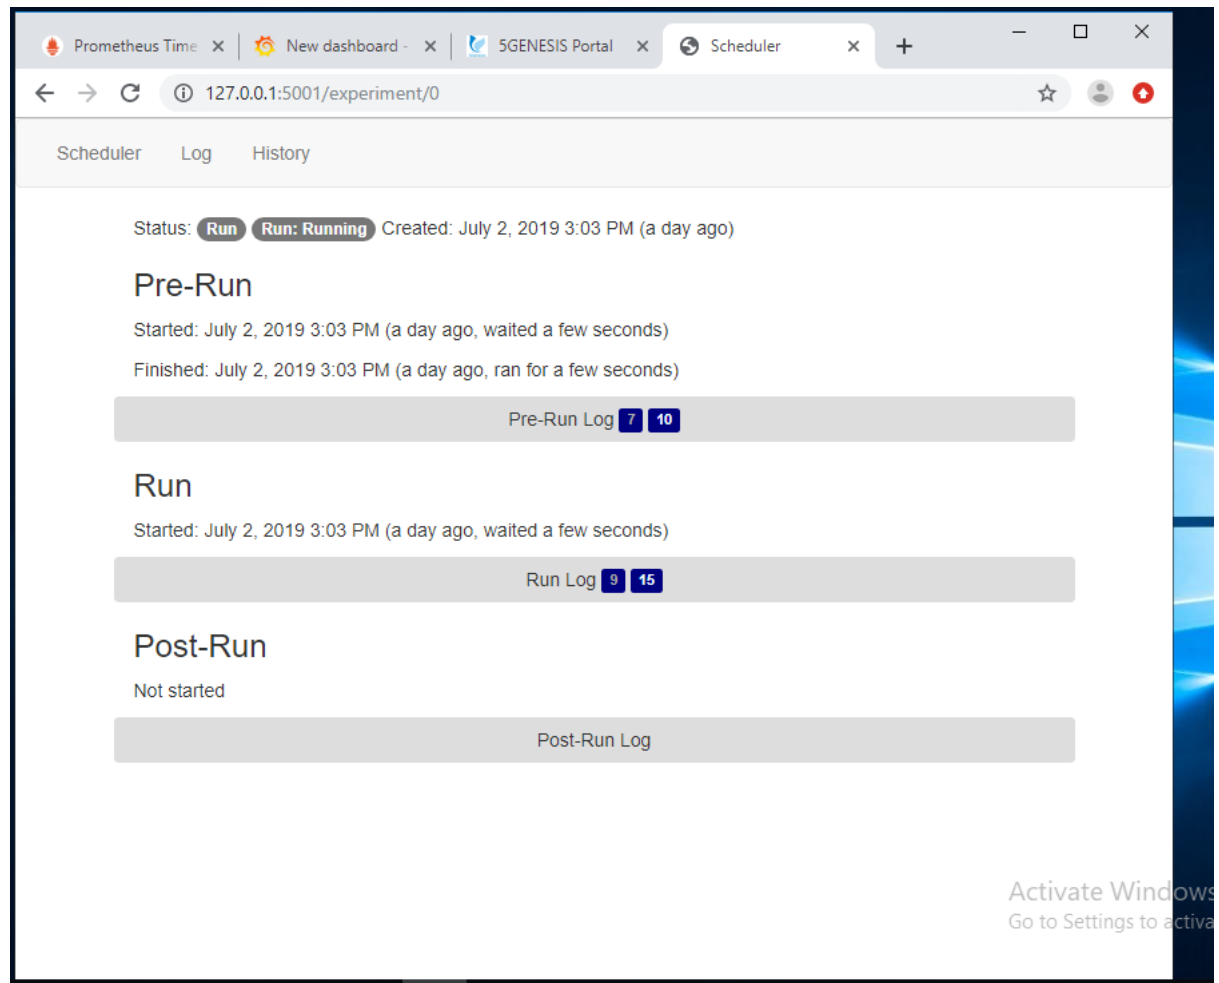 Prometheus Time
New dashboard -
5GENESIS Portal
Scheduler
127.0.0.1:5001/experiment/0
Scheduler Log History
Status: Run Run: Running Created: July 2, 2019 3:03 PM (a day ago)
Pre-Run
Started: July 2, 2019 3:03 PM (a day ago, waited a few seconds)
Finished: July 2, 2019 3:03 PM (a day ago, ran for a few seconds)
Pre-Run Log 7 10
Run
Started: July 2, 2019 3:03 PM (a day ago, waited a few seconds)
Run Log 9 15
Post-Run
Not started
Post-Run Log
Activate Windows
Go to Settings to activa